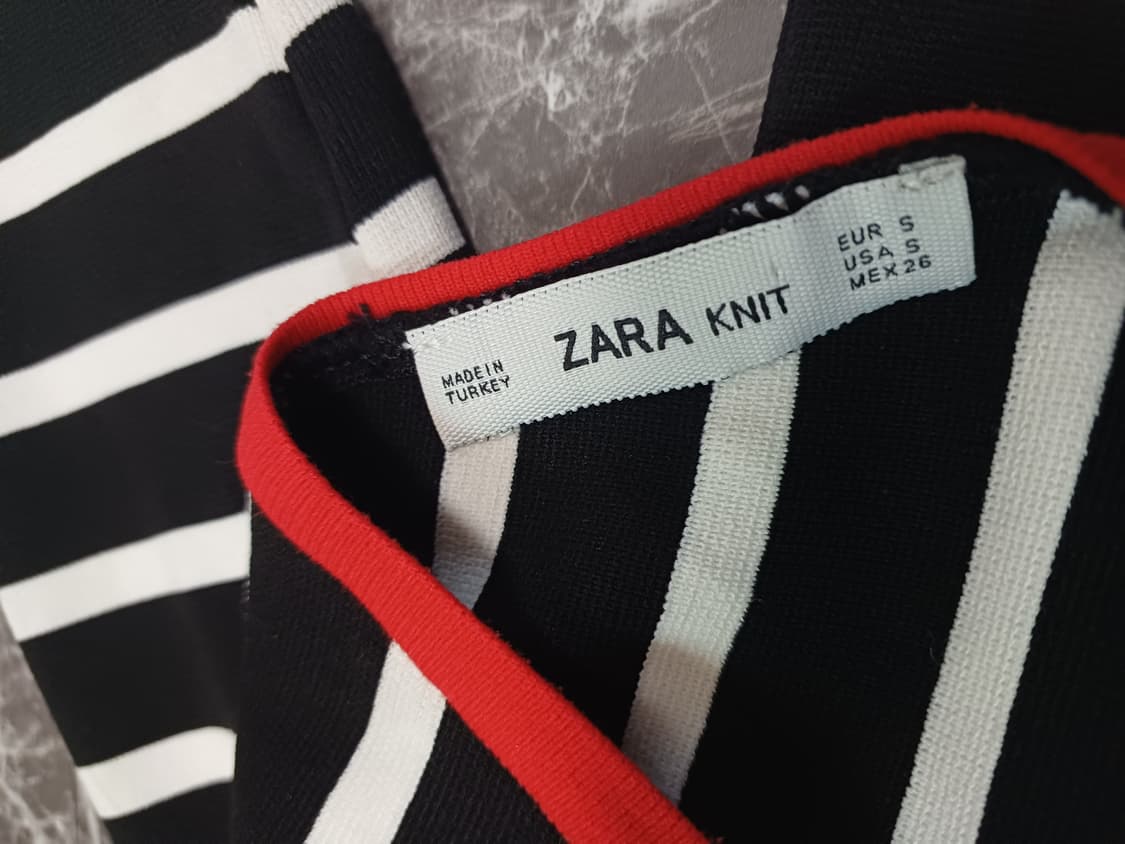 MADE IN
TURKEY
ZARA KNIT
EUR S
USA S
MEX 26